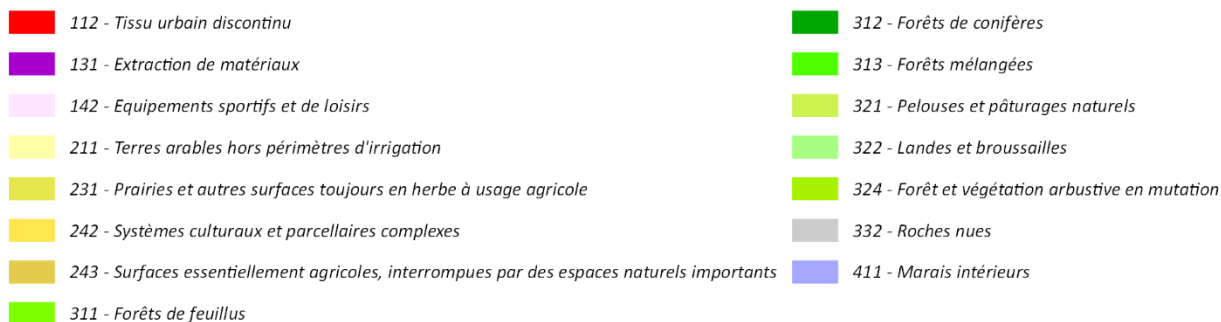 112 - Tissu urbain discontinu
131 - Extraction de matériaux
142 - Equipements sportifs et de loisirs
211 - Terres arables hors périmètres d'irrigation
231 - Prairies et autres surfaces toujours en herbe à usage agricole
242 - Systèmes culturaux et parcellaires complexes
243 - Surfaces essentiellement agricoles, interrompues par des espaces naturels importants
311 - Forêts de feuillus
312 - Forêts de conifères
313 - Forêts mélangées
321 - Pelouses et pâturages naturels
322 - Landes et broussailles
324 - Forêt et végétation arbustive en mutation
332 - Roches nues
411 - Marais intérieurs